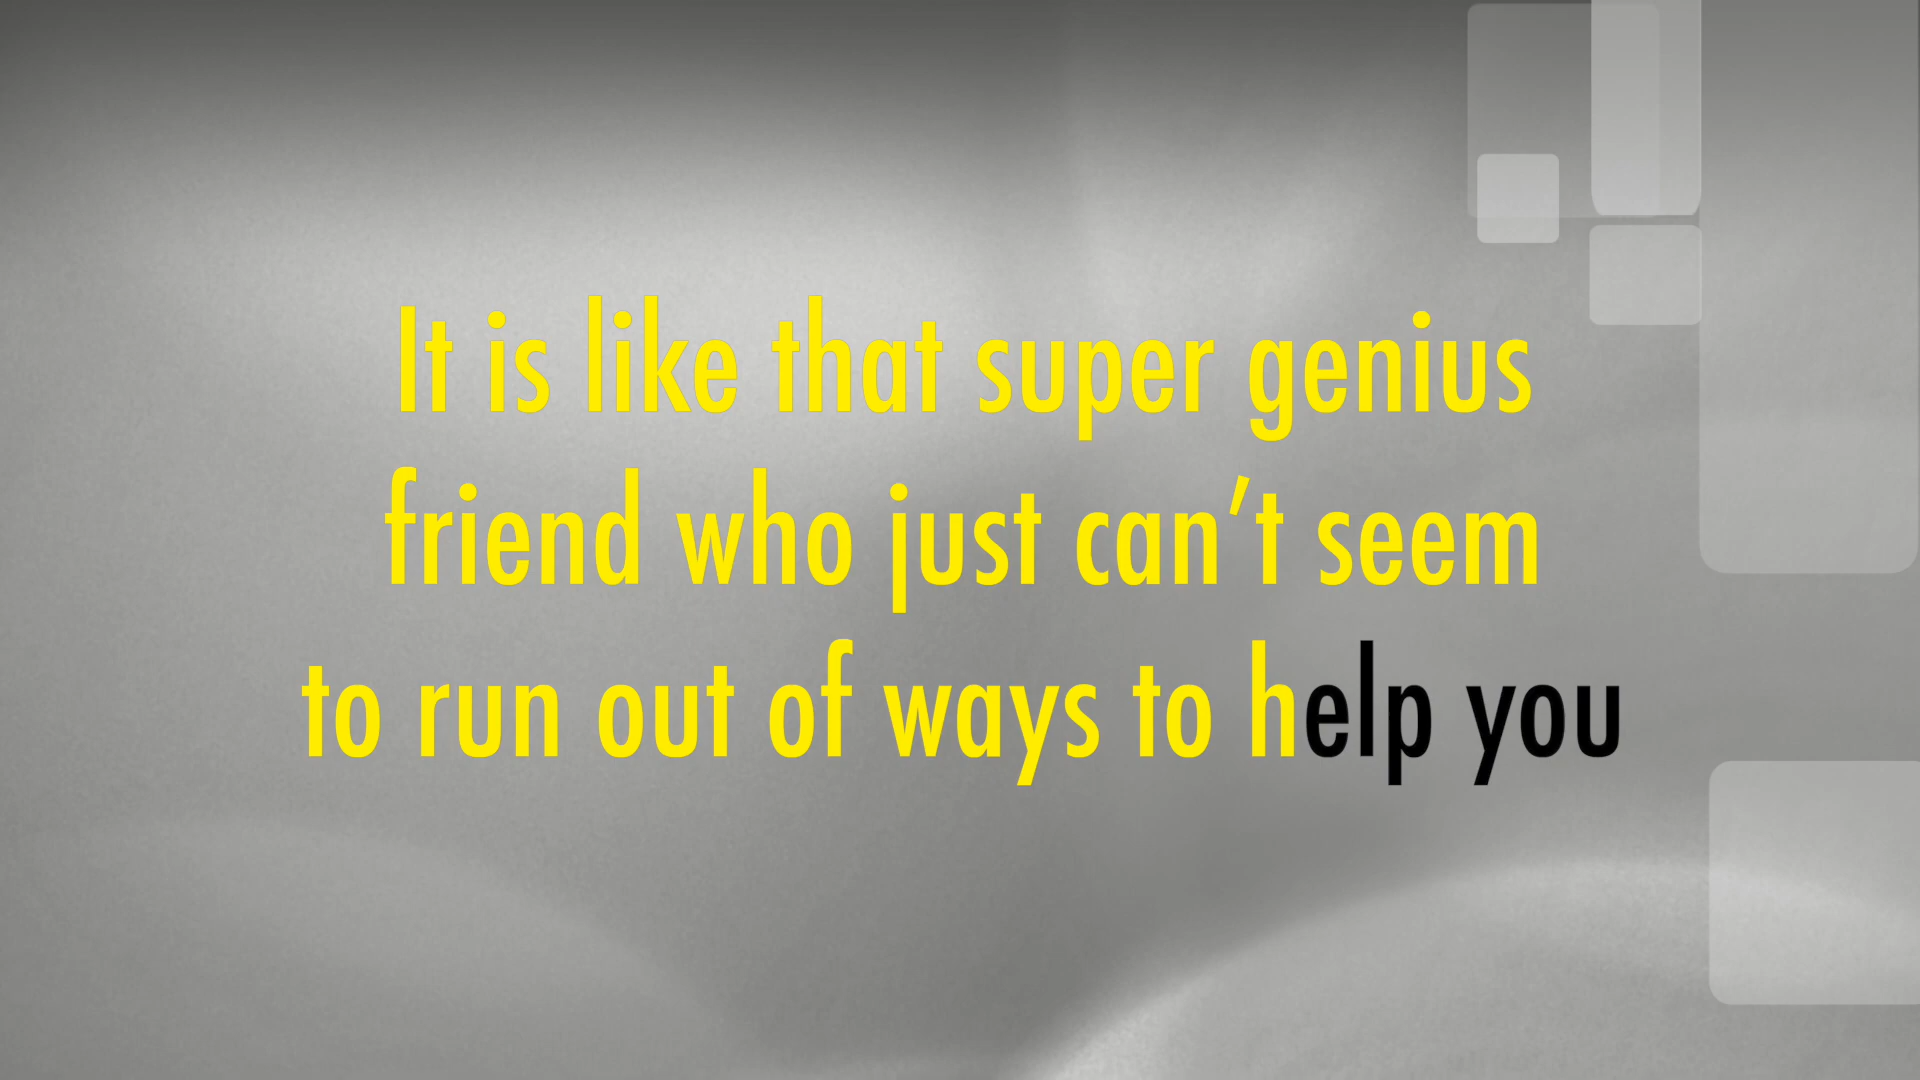 It is like that super genius
friend who just can’t seem
to run out of ways to help you